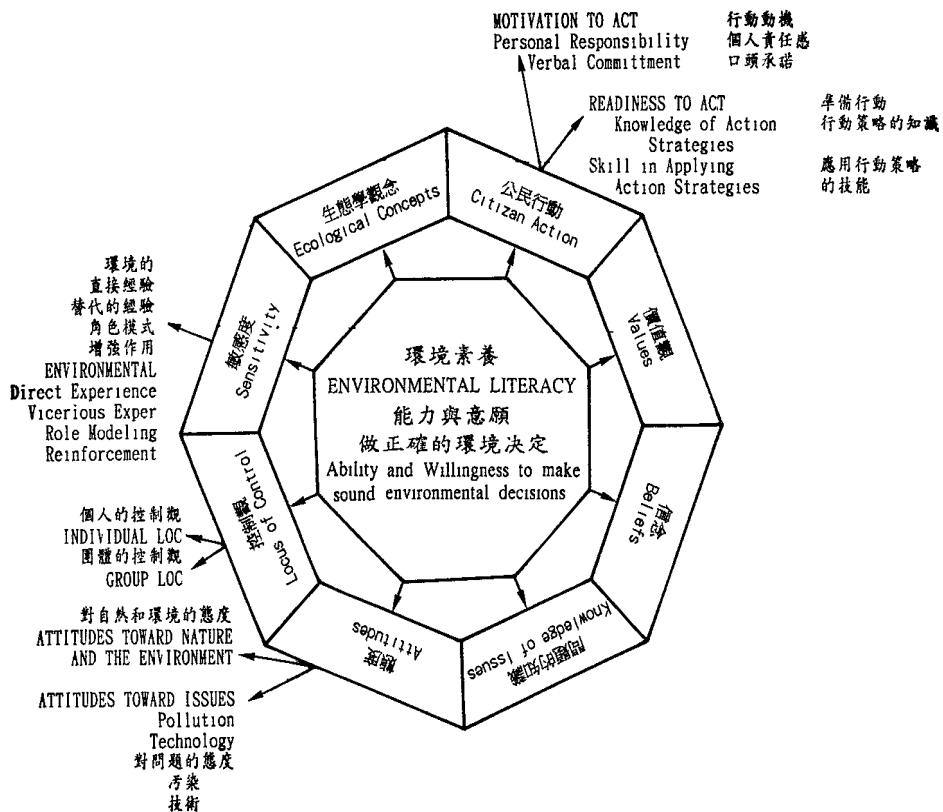 MOTIVATION TO ACT 行動動機
Personal Responsibility 個人責任感
Verbal Committment 口頭承諾
READINESS TO ACT 準備行動
Knowledge of Action 行動策略的知識
Strategies
Skill in Applying 應用行動策略
Action Strategies 的技能
生態學觀念
Ecological Concepts
公民行動
Citizan Action
價值觀
Values
信念
Beliefs
問題的知識
Knowledge of Issues
態度
Attitudes
控制觀
Locus of Control
敏感度
Sensitivity
環境素養
ENVIRONMENTAL LITERACY
能力與意願
做正確的環境決定
Ability and Willingness to make
sound environmental decisions
環境的
直接經驗
替代的經驗
角色模式
增強作用
ENVIRONMENTAL
Direct Experience
Vicerious Exper
Role Modeling
Reinforcement
個人的控制觀
INDIVIDUAL LOC
團體的控制觀
GROUP LOC
對自然和環境的態度
ATTITUDES TOWARD NATURE
AND THE ENVIRONMENT
ATTITUDES TOWARD ISSUES
Pollution
Technology
對問題的態度
污染
技術